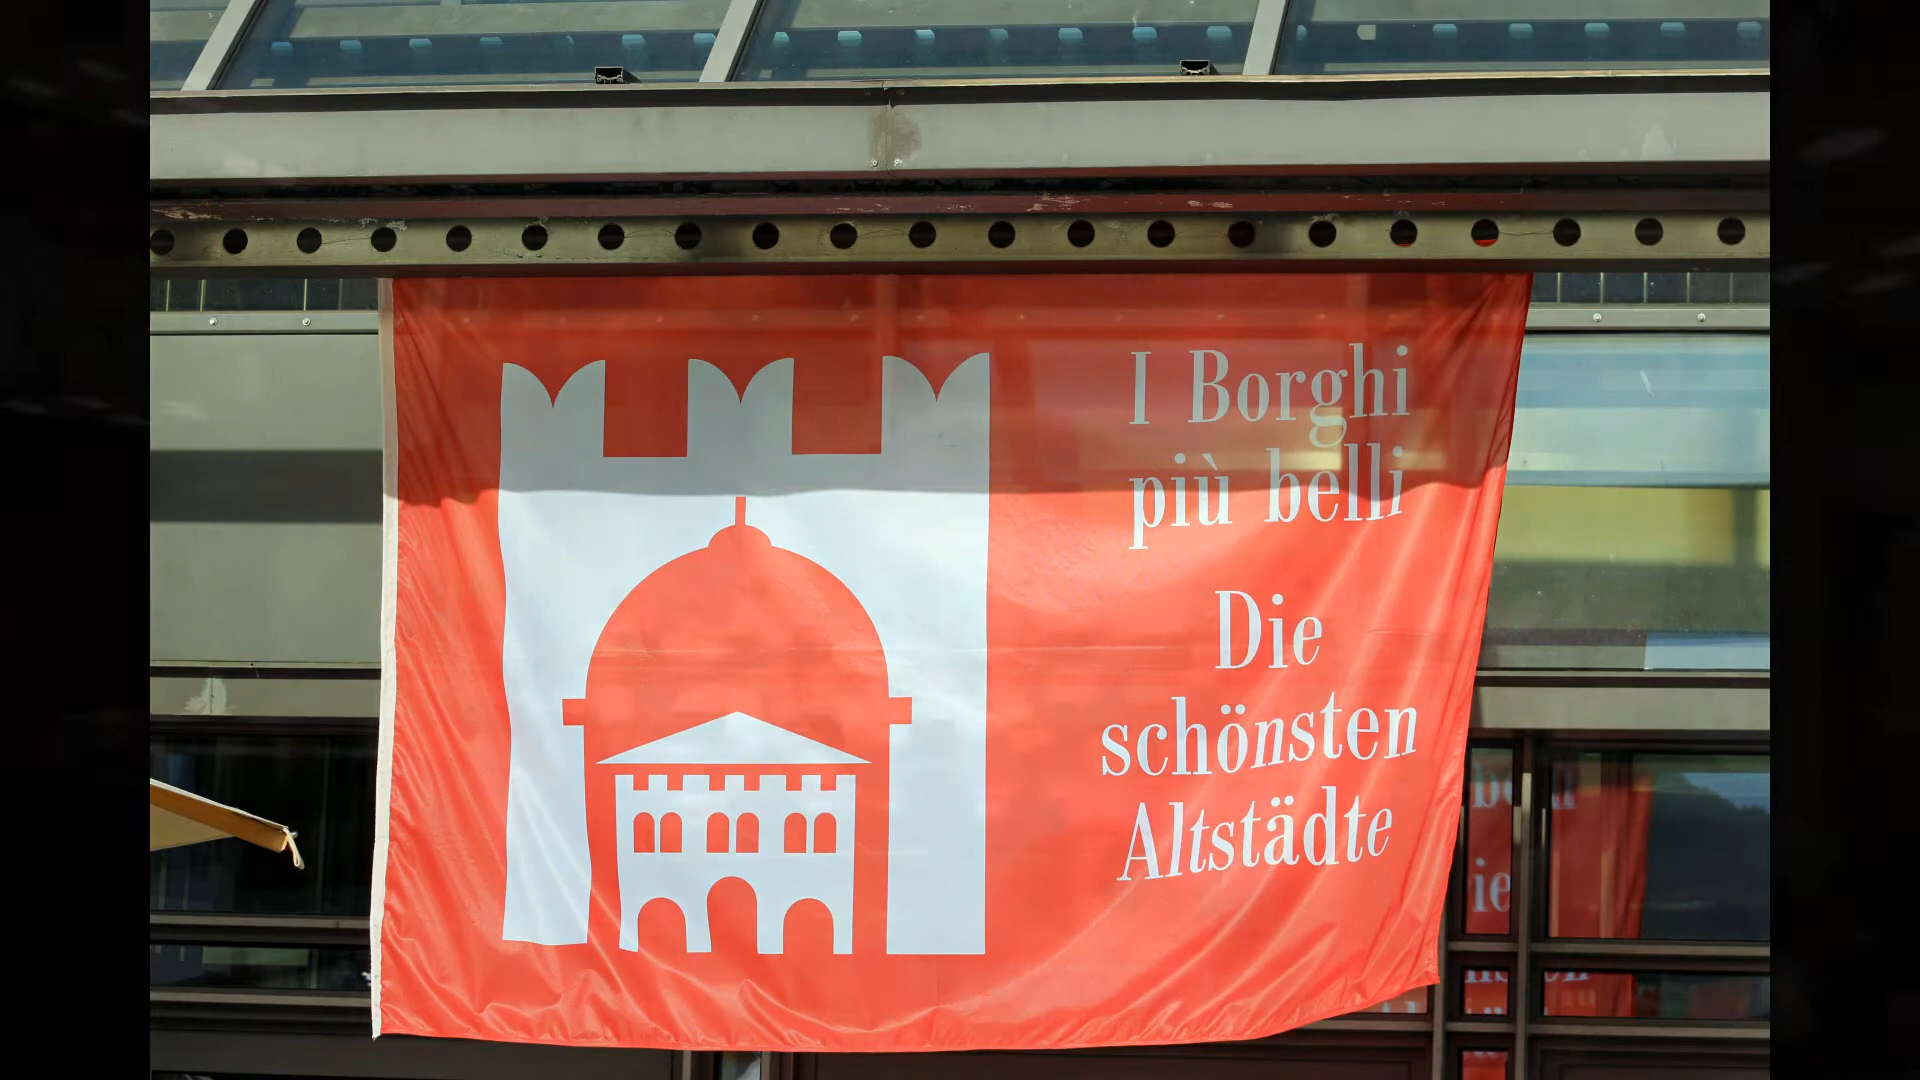 I Borghi
più belli
Die
schönsten
Altstädte